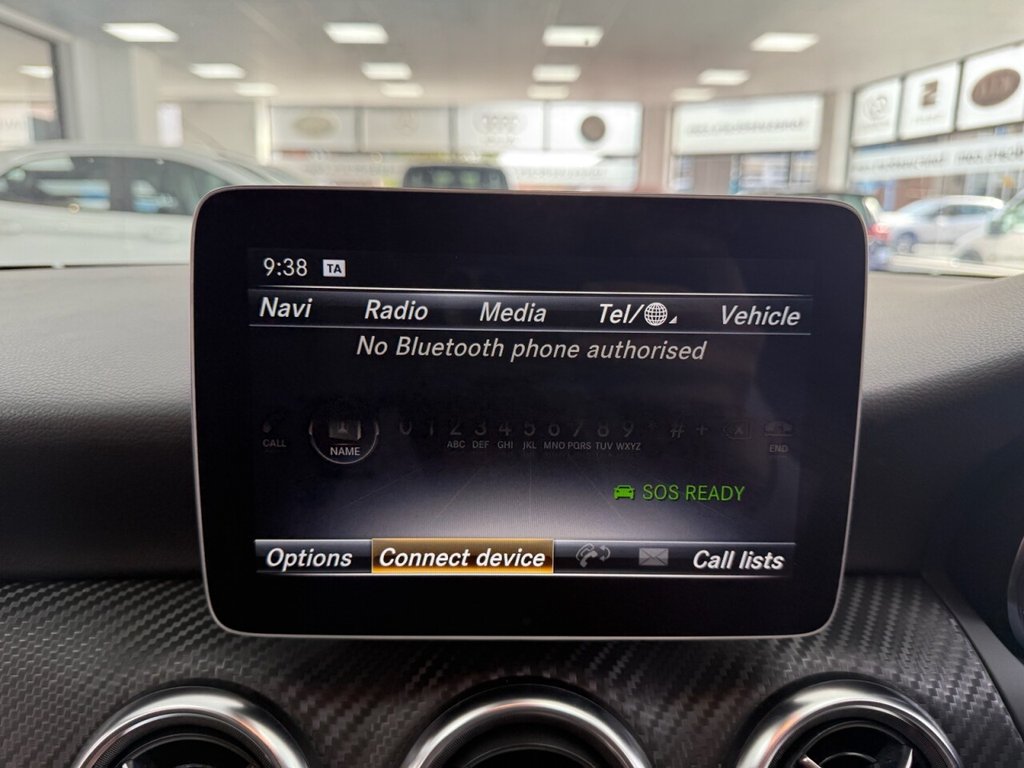 9:38 TA
Navi Radio Media Tel/ Vehicle
No Bluetooth phone authorised
0 1 2 3 4 5 6 7 8 9 * # +
CALL NAME ABC DEF GHI JKL MNO PQRS TUV WXYZ END
SOS READY
Options Connect device Call lists